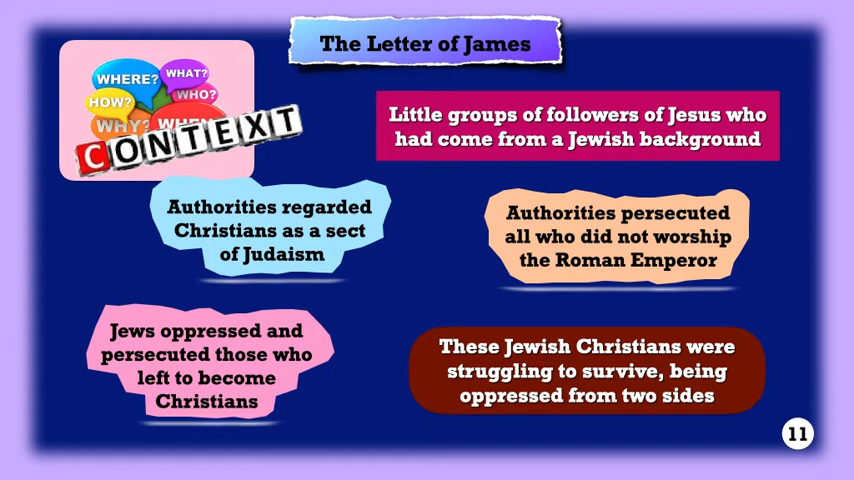 The Letter of James
WHERE?
WHAT?
HOW?
WHO?
WHY?
WHEN?
CONTEXT
Little groups of followers of Jesus who
had come from a Jewish background
Authorities regarded
Christians as a sect
of Judaism
Authorities persecuted
all who did not worship
the Roman Emperor
Jews oppressed and
persecuted those who
left to become
Christians
These Jewish Christians were
struggling to survive, being
oppressed from two sides
11